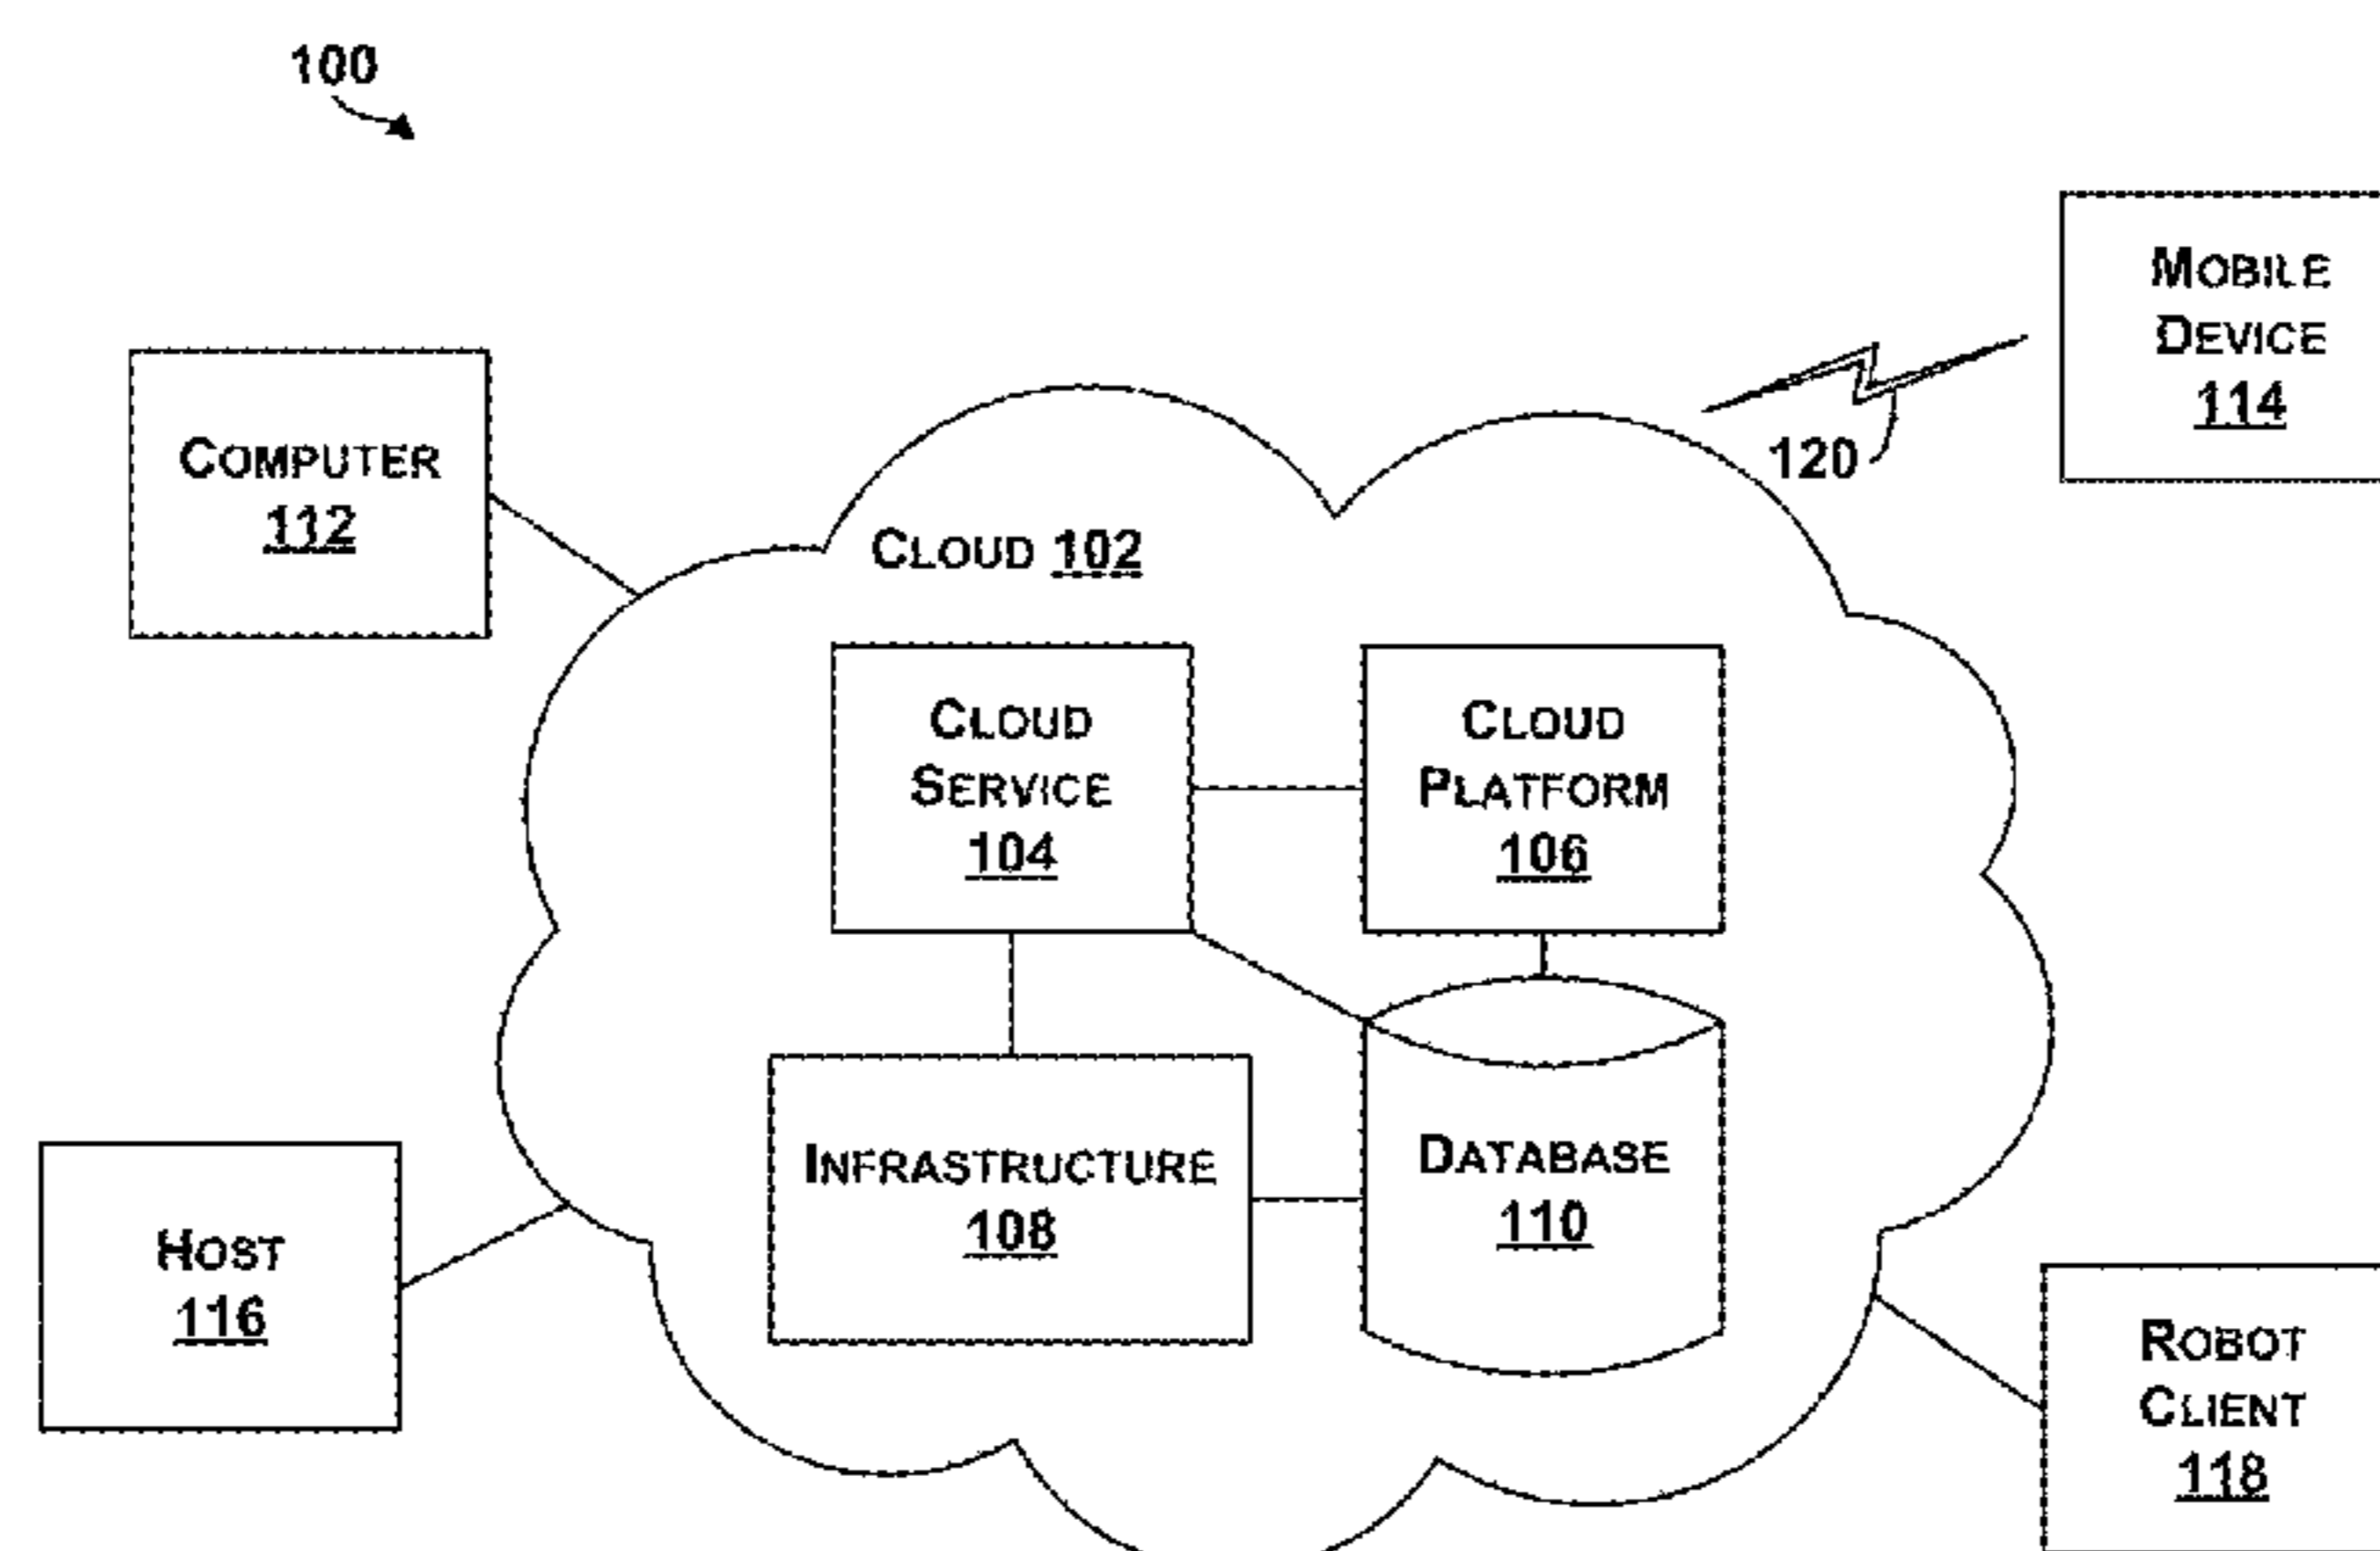 100
MOBILE
DEVICE
114
120
COMPUTER
112
CLOUD 102
CLOUD
SERVICE
104
CLOUD
PLATFORM
106
INFRASTRUCTURE
108
DATABASE
110
HOST
116
ROBOT
CLIENT
118